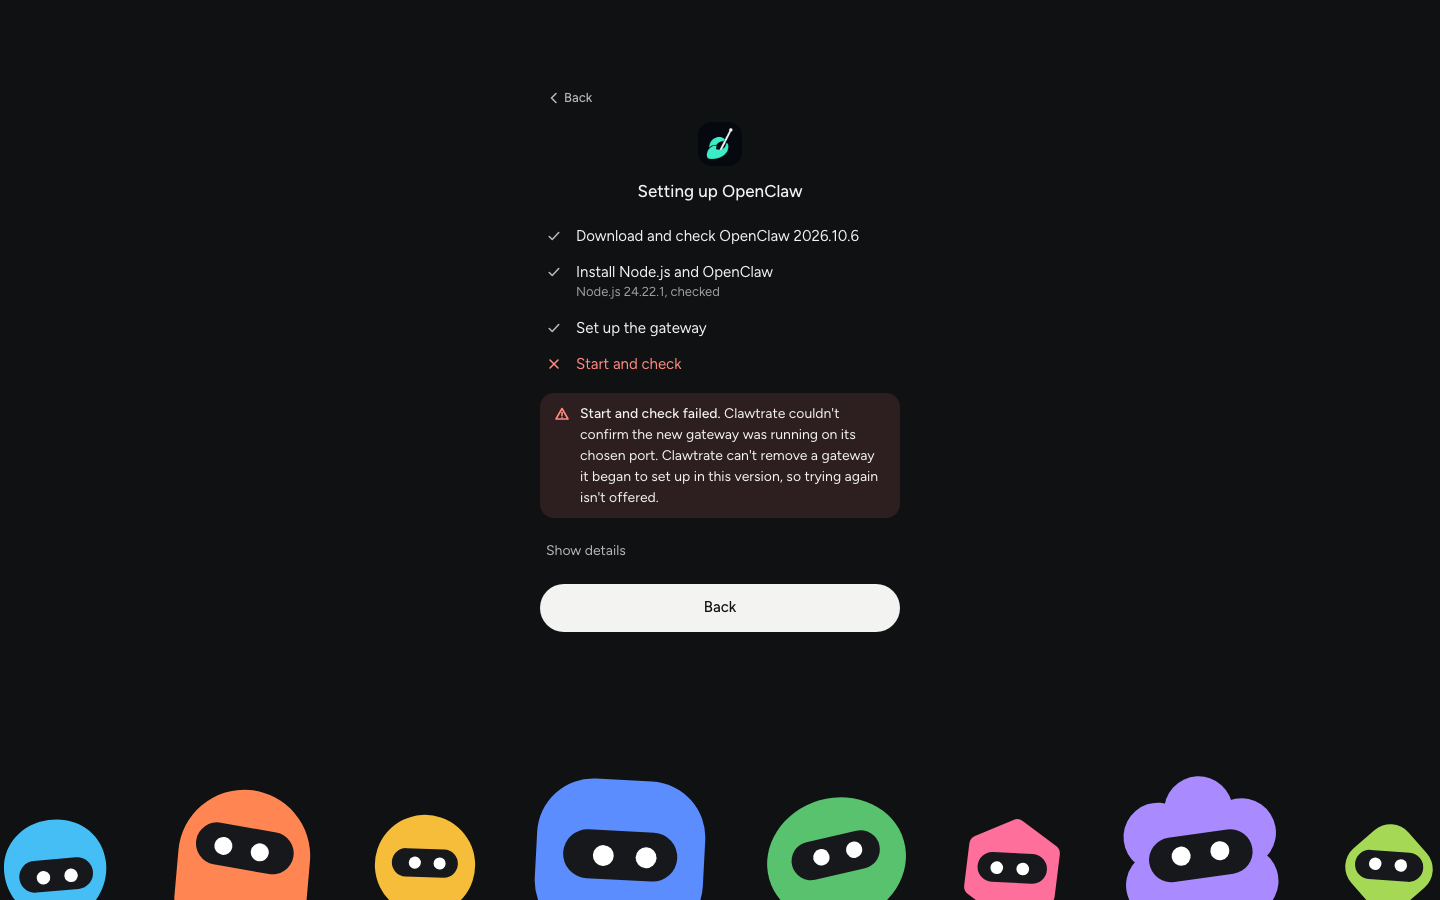 Back
Setting up OpenClaw
Download and check OpenClaw 2026.10.6
Install Node.js and OpenClaw
Node.js 24.22.1, checked
Set up the gateway
Start and check
Start and check failed. Clawtrate couldn't
confirm the new gateway was running on its
chosen port. Clawtrate can't remove a gateway
it began to set up in this version, so trying again
isn't offered.
Show details
Back